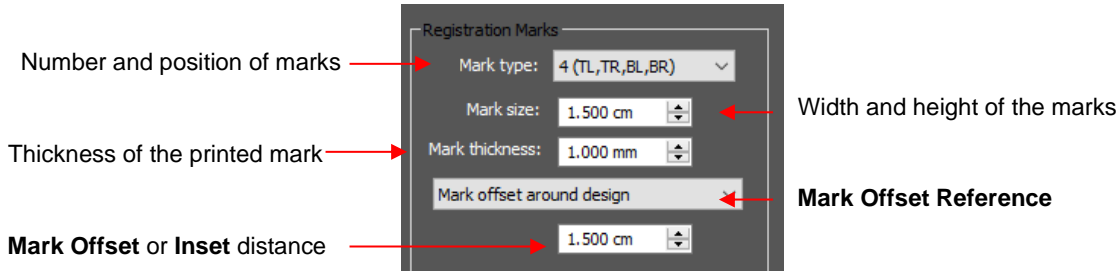 Registration Marks
Number and position of marks
Mark type: 4 (TL,TR,BL,BR)
Mark size: 1.500 cm
Width and height of the marks
Thickness of the printed mark
Mark thickness: 1.000 mm
Mark offset around design
Mark Offset Reference
Mark Offset or Inset distance
1.500 cm